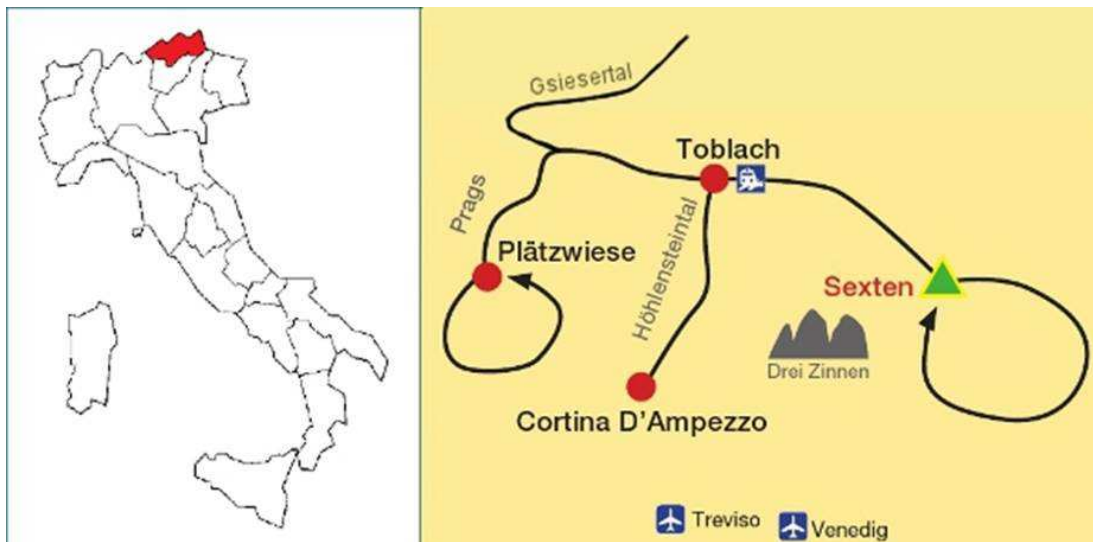 Gsiesertal
Toblach
Prags
Plätzwiese
Höhlensteintal
Sexten
Drei Zinnen
Cortina D'Ampezzo
Treviso
Venedig